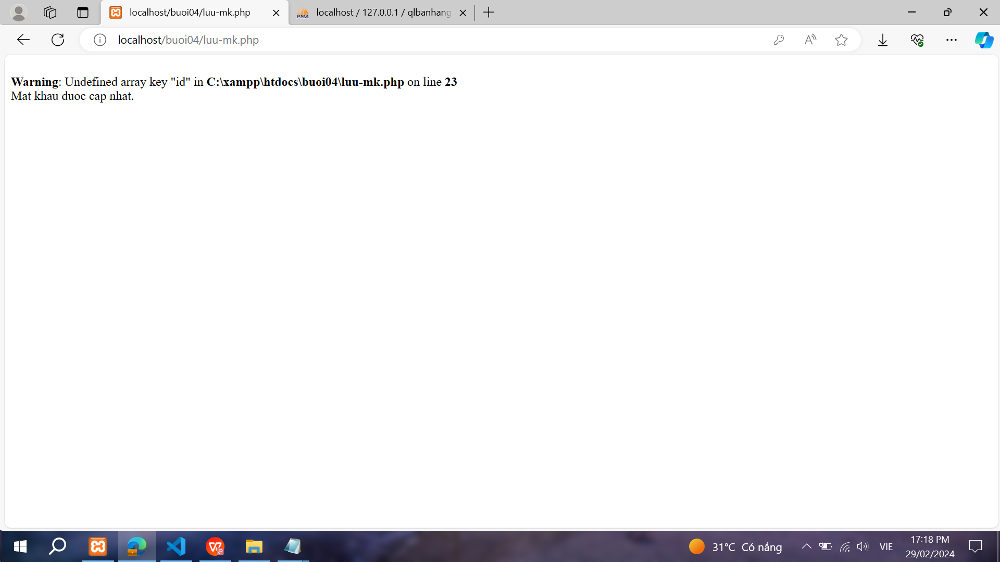 localhost/buoi04/luu-mk.php
PMA
localhost / 127.0.0.1 / qlbanhang
localhost/buoi04/luu-mk.php
Warning: Undefined array key "id" in C:\xampp\htdocs\buoi04\luu-mk.php on line 23
Mat khau duoc cap nhat.
31°C Có nắng
VIE
17:18 PM
29/02/2024